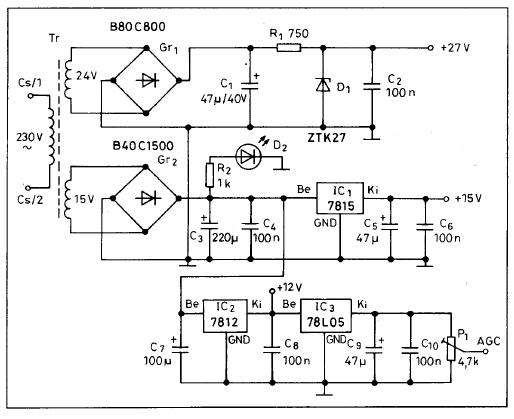 B80C800
Tr
Gr1
R1 750
+27V
24V
Cs/1
C1
47µ/40V
D1
ZTK27
C2
100n
230V
~
Cs/2
B40C1500
Gr2
15V
D2
R2
1k
Be
IC1
7815
Ki
GND
+15V
C3
220µ
C4
100n
C5
47µ
C6
100n
+12V
Be
IC2
7812
Ki
GND
Be
IC3
78L05
Ki
GND
C7
100µ
C8
100n
C9
47µ
C10
100n
P1
4,7k
AGC